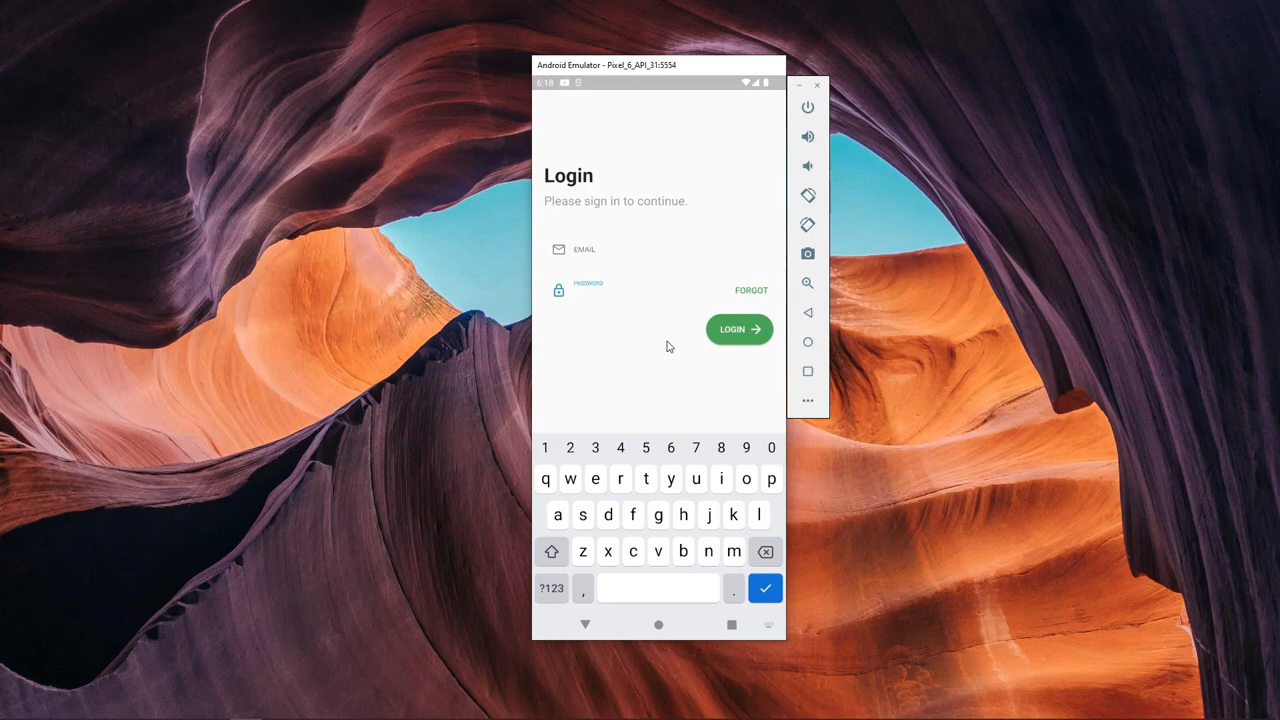 Android Emulator - Pixel_6_API_31:5554
6:18
Login
Please sign in to continue.
EMAIL
PASSWORD
FORGOT
LOGIN
1 2 3 4 5 6 7 8 9 0
q w e r t y u i o p
a s d f g h j k l
z x c v b n m
?123 , .